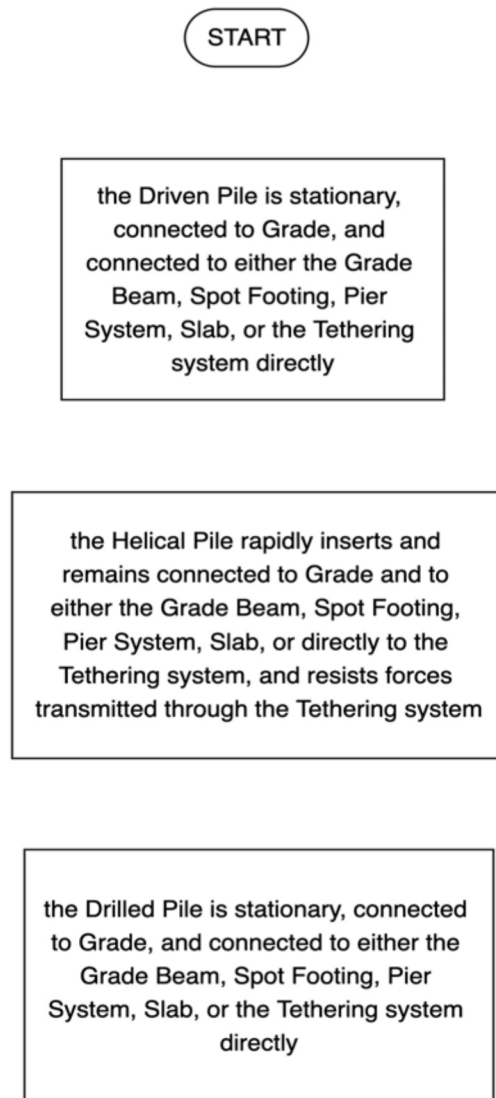 START
the Driven Pile is stationary,
connected to Grade, and
connected to either the Grade
Beam, Spot Footing, Pier
System, Slab, or the Tethering
system directly
the Helical Pile rapidly inserts and
remains connected to Grade and to
either the Grade Beam, Spot Footing,
Pier System, Slab, or directly to the
Tethering system, and resists forces
transmitted through the Tethering system
the Drilled Pile is stationary, connected
to Grade, and connected to either the
Grade Beam, Spot Footing, Pier
System, Slab, or the Tethering system
directly